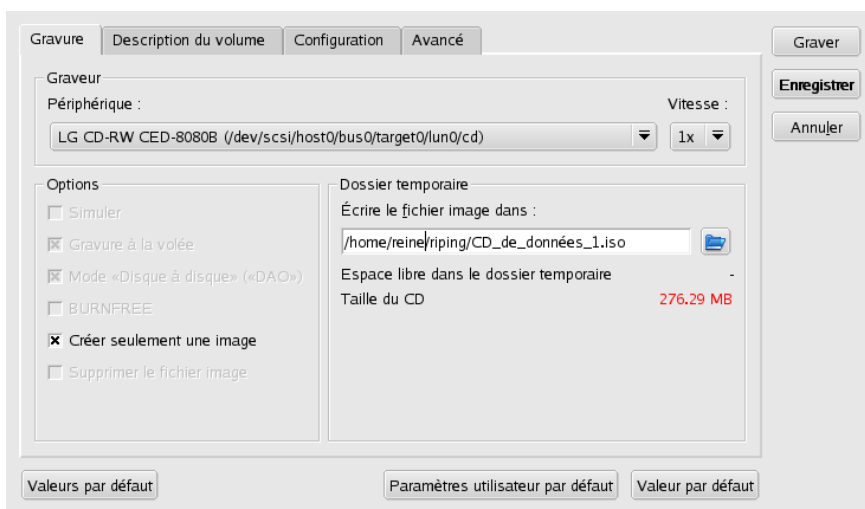 Gravure
Description du volume
Configuration
Avancé
Graver
Enregistrer
Annuler
Graveur
Périphérique :
Vitesse :
LG CD-RW CED-8080B (/dev/scsi/host0/bus0/target0/lun0/cd)
1x
Options
Simuler
Gravure à la volée
Mode «Disque à disque» («DAO»)
BURNFREE
Créer seulement une image
Supprimer le fichier image
Dossier temporaire
Écrire le fichier image dans :
/home/reine/riping/CD_de_données_1.iso
Espace libre dans le dossier temporaire -
Taille du CD 276.29 MB
Valeurs par défaut
Paramètres utilisateur par défaut
Valeur par défaut